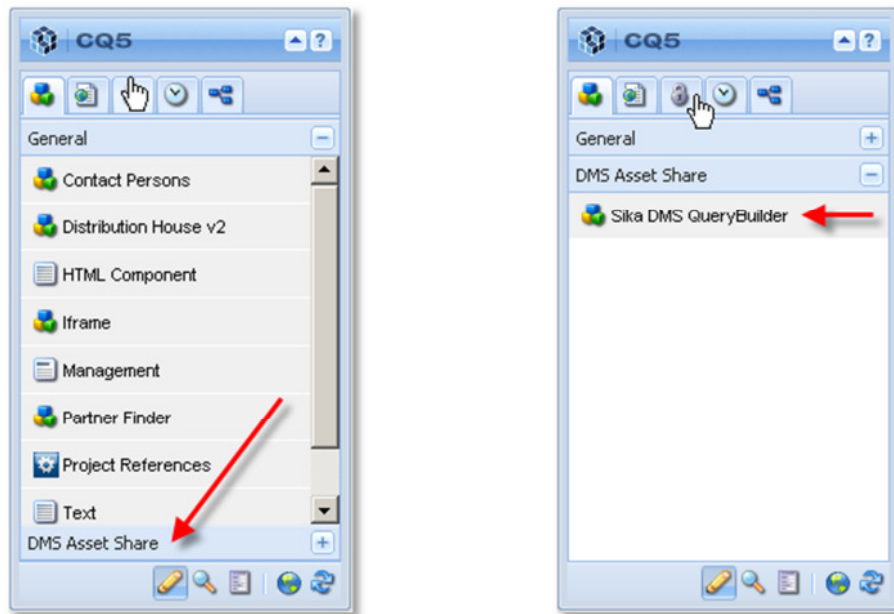 CQ5
?
General
Contact Persons
Distribution House v2
HTML Component
Iframe
Management
Partner Finder
Project References
Text
DMS Asset Share
CQ5
?
General
DMS Asset Share
Sika DMS QueryBuilder